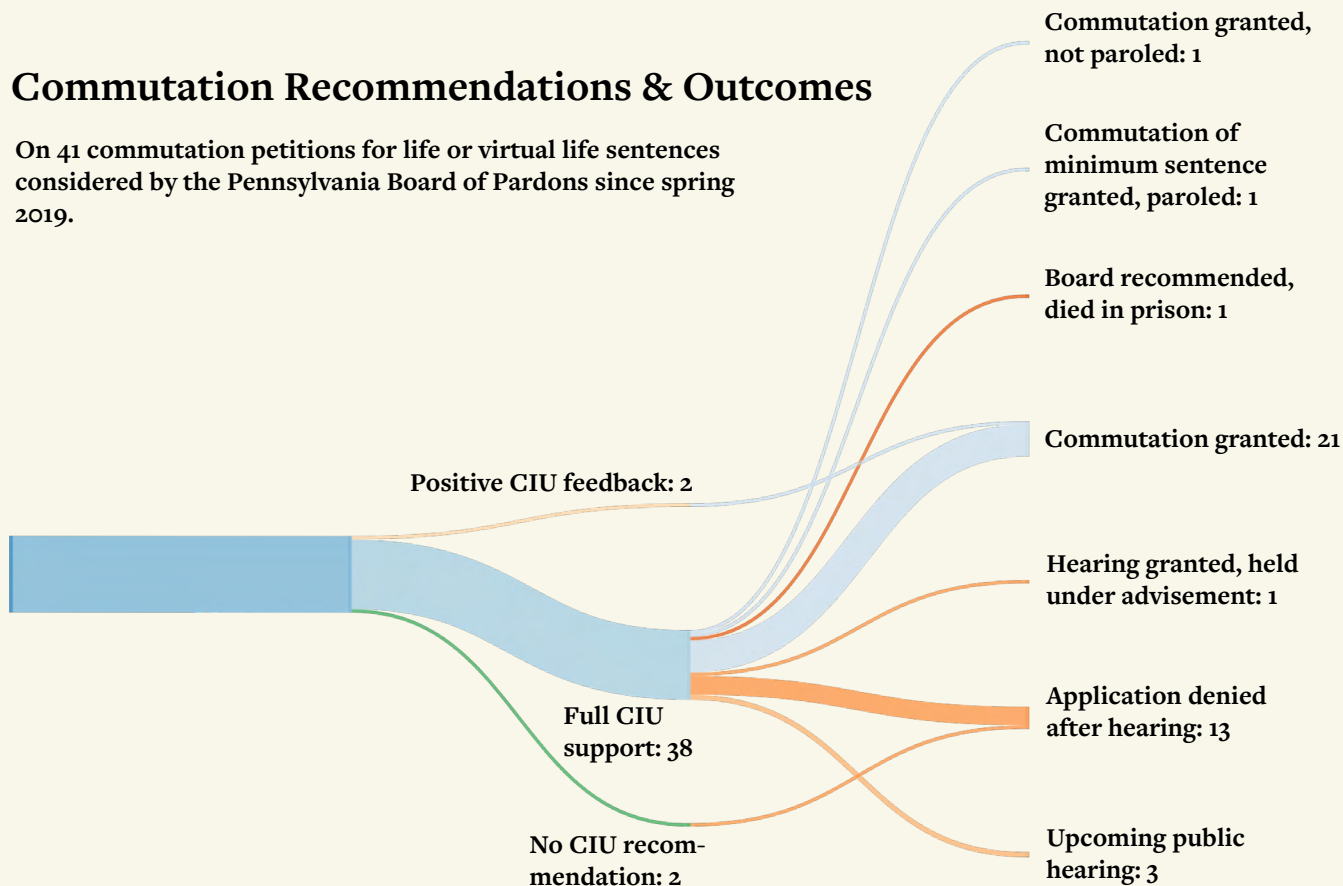 Commutation Recommendations & Outcomes
On 41 commutation petitions for life or virtual life sentences
considered by the Pennsylvania Board of Pardons since spring
2019.
Commutation granted,
not paroled: 1
Commutation of
minimum sentence
granted, paroled: 1
Board recommended,
died in prison: 1
Commutation granted: 21
Positive CIU feedback: 2
Hearing granted, held
under advisement: 1
Full CIU
support: 38
Application denied
after hearing: 13
No CIU recom-
mendation: 2
Upcoming public
hearing: 3